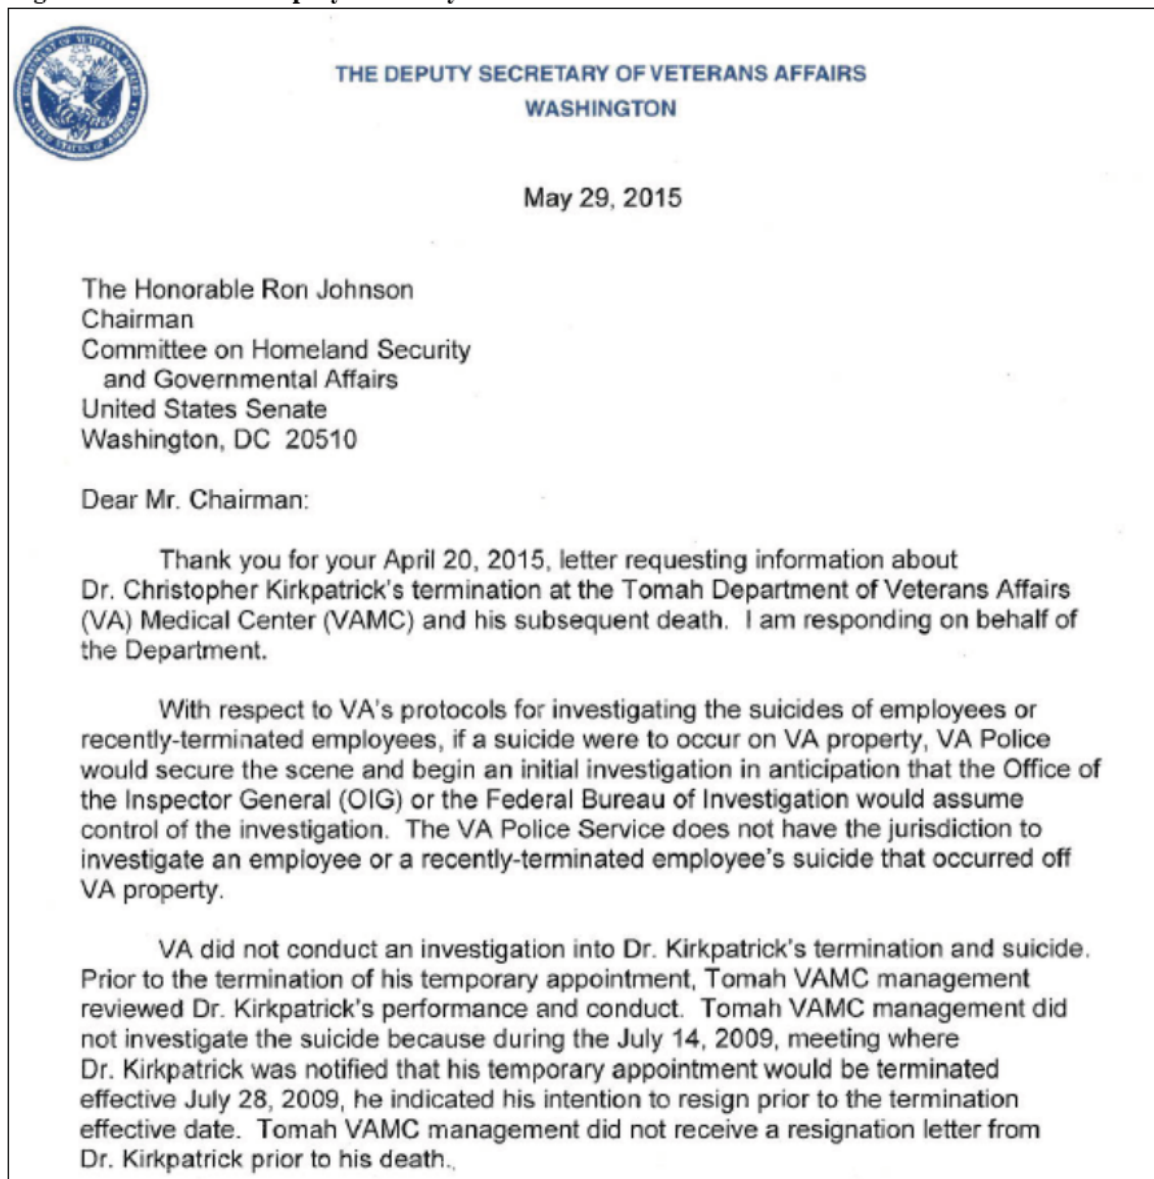 THE DEPUTY SECRETARY OF VETERANS AFFAIRS
WASHINGTON
May 29, 2015
The Honorable Ron Johnson
Chairman
Committee on Homeland Security
and Governmental Affairs
United States Senate
Washington, DC 20510
Dear Mr. Chairman:
Thank you for your April 20, 2015, letter requesting information about
Dr. Christopher Kirkpatrick's termination at the Tomah Department of Veterans Affairs
(VA) Medical Center (VAMC) and his subsequent death. I am responding on behalf of
the Department.
With respect to VA's protocols for investigating the suicides of employees or
recently-terminated employees, if a suicide were to occur on VA property, VA Police
would secure the scene and begin an initial investigation in anticipation that the Office of
the Inspector General (OIG) or the Federal Bureau of Investigation would assume
control of the investigation. The VA Police Service does not have the jurisdiction to
investigate an employee or a recently-terminated employee's suicide that occurred off
VA property.
VA did not conduct an investigation into Dr. Kirkpatrick's termination and suicide.
Prior to the termination of his temporary appointment, Tomah VAMC management
reviewed Dr. Kirkpatrick's performance and conduct. Tomah VAMC management did
not investigate the suicide because during the July 14, 2009, meeting where
Dr. Kirkpatrick was notified that his temporary appointment would be terminated
effective July 28, 2009, he indicated his intention to resign prior to the termination
effective date. Tomah VAMC management did not receive a resignation letter from
Dr. Kirkpatrick prior to his death.